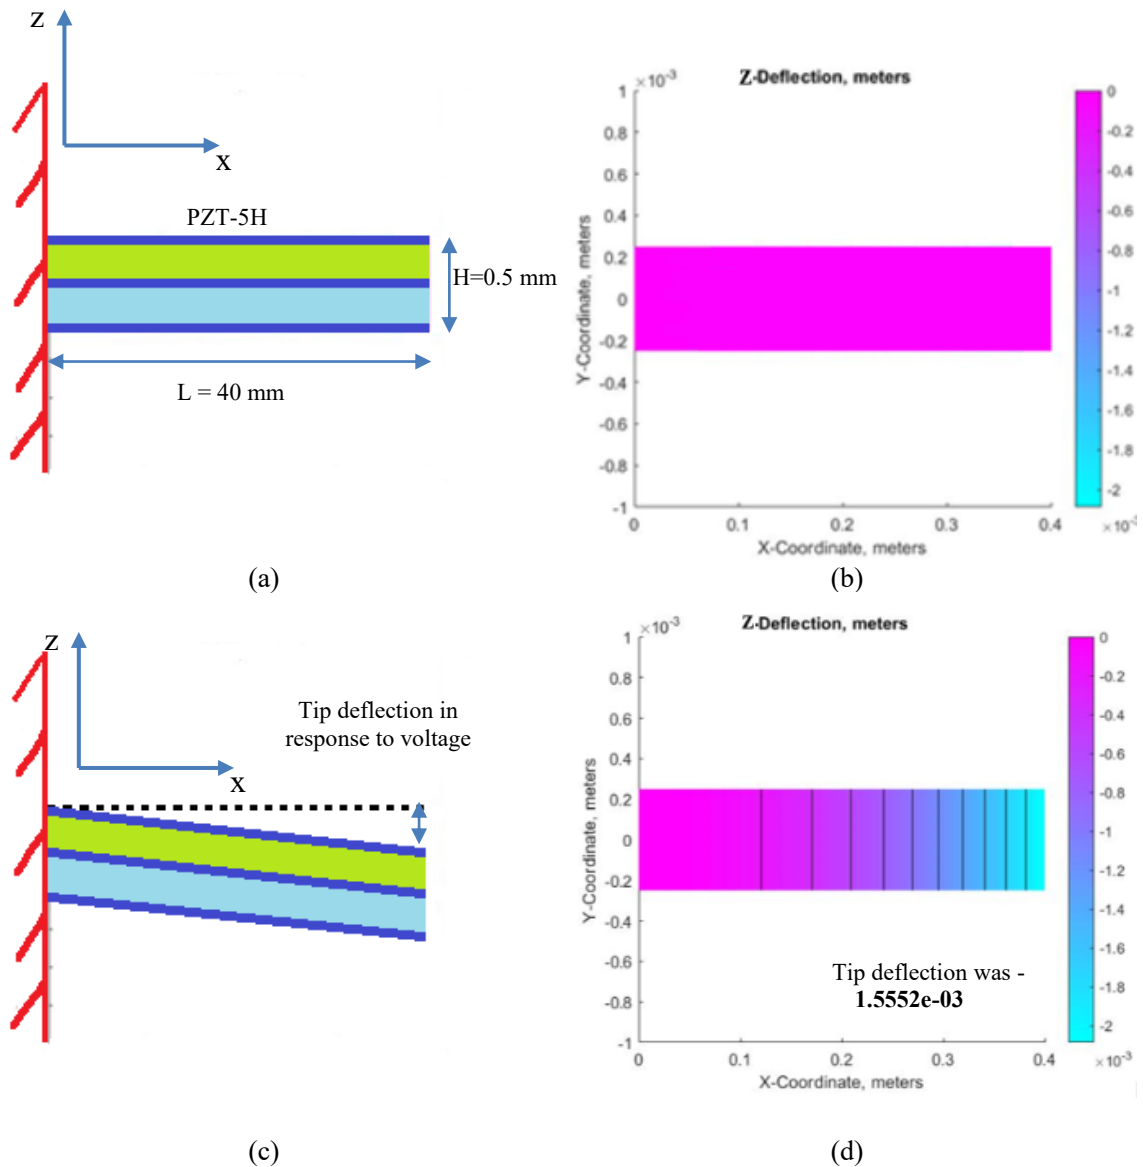 z
x
PZT-5H
H=0.5 mm
L = 40 mm
(a)
Z-Deflection, meters
×10⁻³
1
0.8
0.6
0.4
0.2
0
-0.2
-0.4
-0.6
-0.8
-1
Y-Coordinate, meters
0 0.1 0.2 0.3 0.4
X-Coordinate, meters
0
-0.2
-0.4
-0.6
-0.8
-1
-1.2
-1.4
-1.6
-1.8
-2
×10⁻³
(b)
z
x
Tip deflection in
response to voltage
(c)
Z-Deflection, meters
×10⁻³
1
0.8
0.6
0.4
0.2
0
-0.2
-0.4
-0.6
-0.8
-1
Y-Coordinate, meters
Tip deflection was -
1.5552e-03
0 0.1 0.2 0.3 0.4
X-Coordinate, meters
0
-0.2
-0.4
-0.6
-0.8
-1
-1.2
-1.4
-1.6
-1.8
-2
×10⁻³
(d)